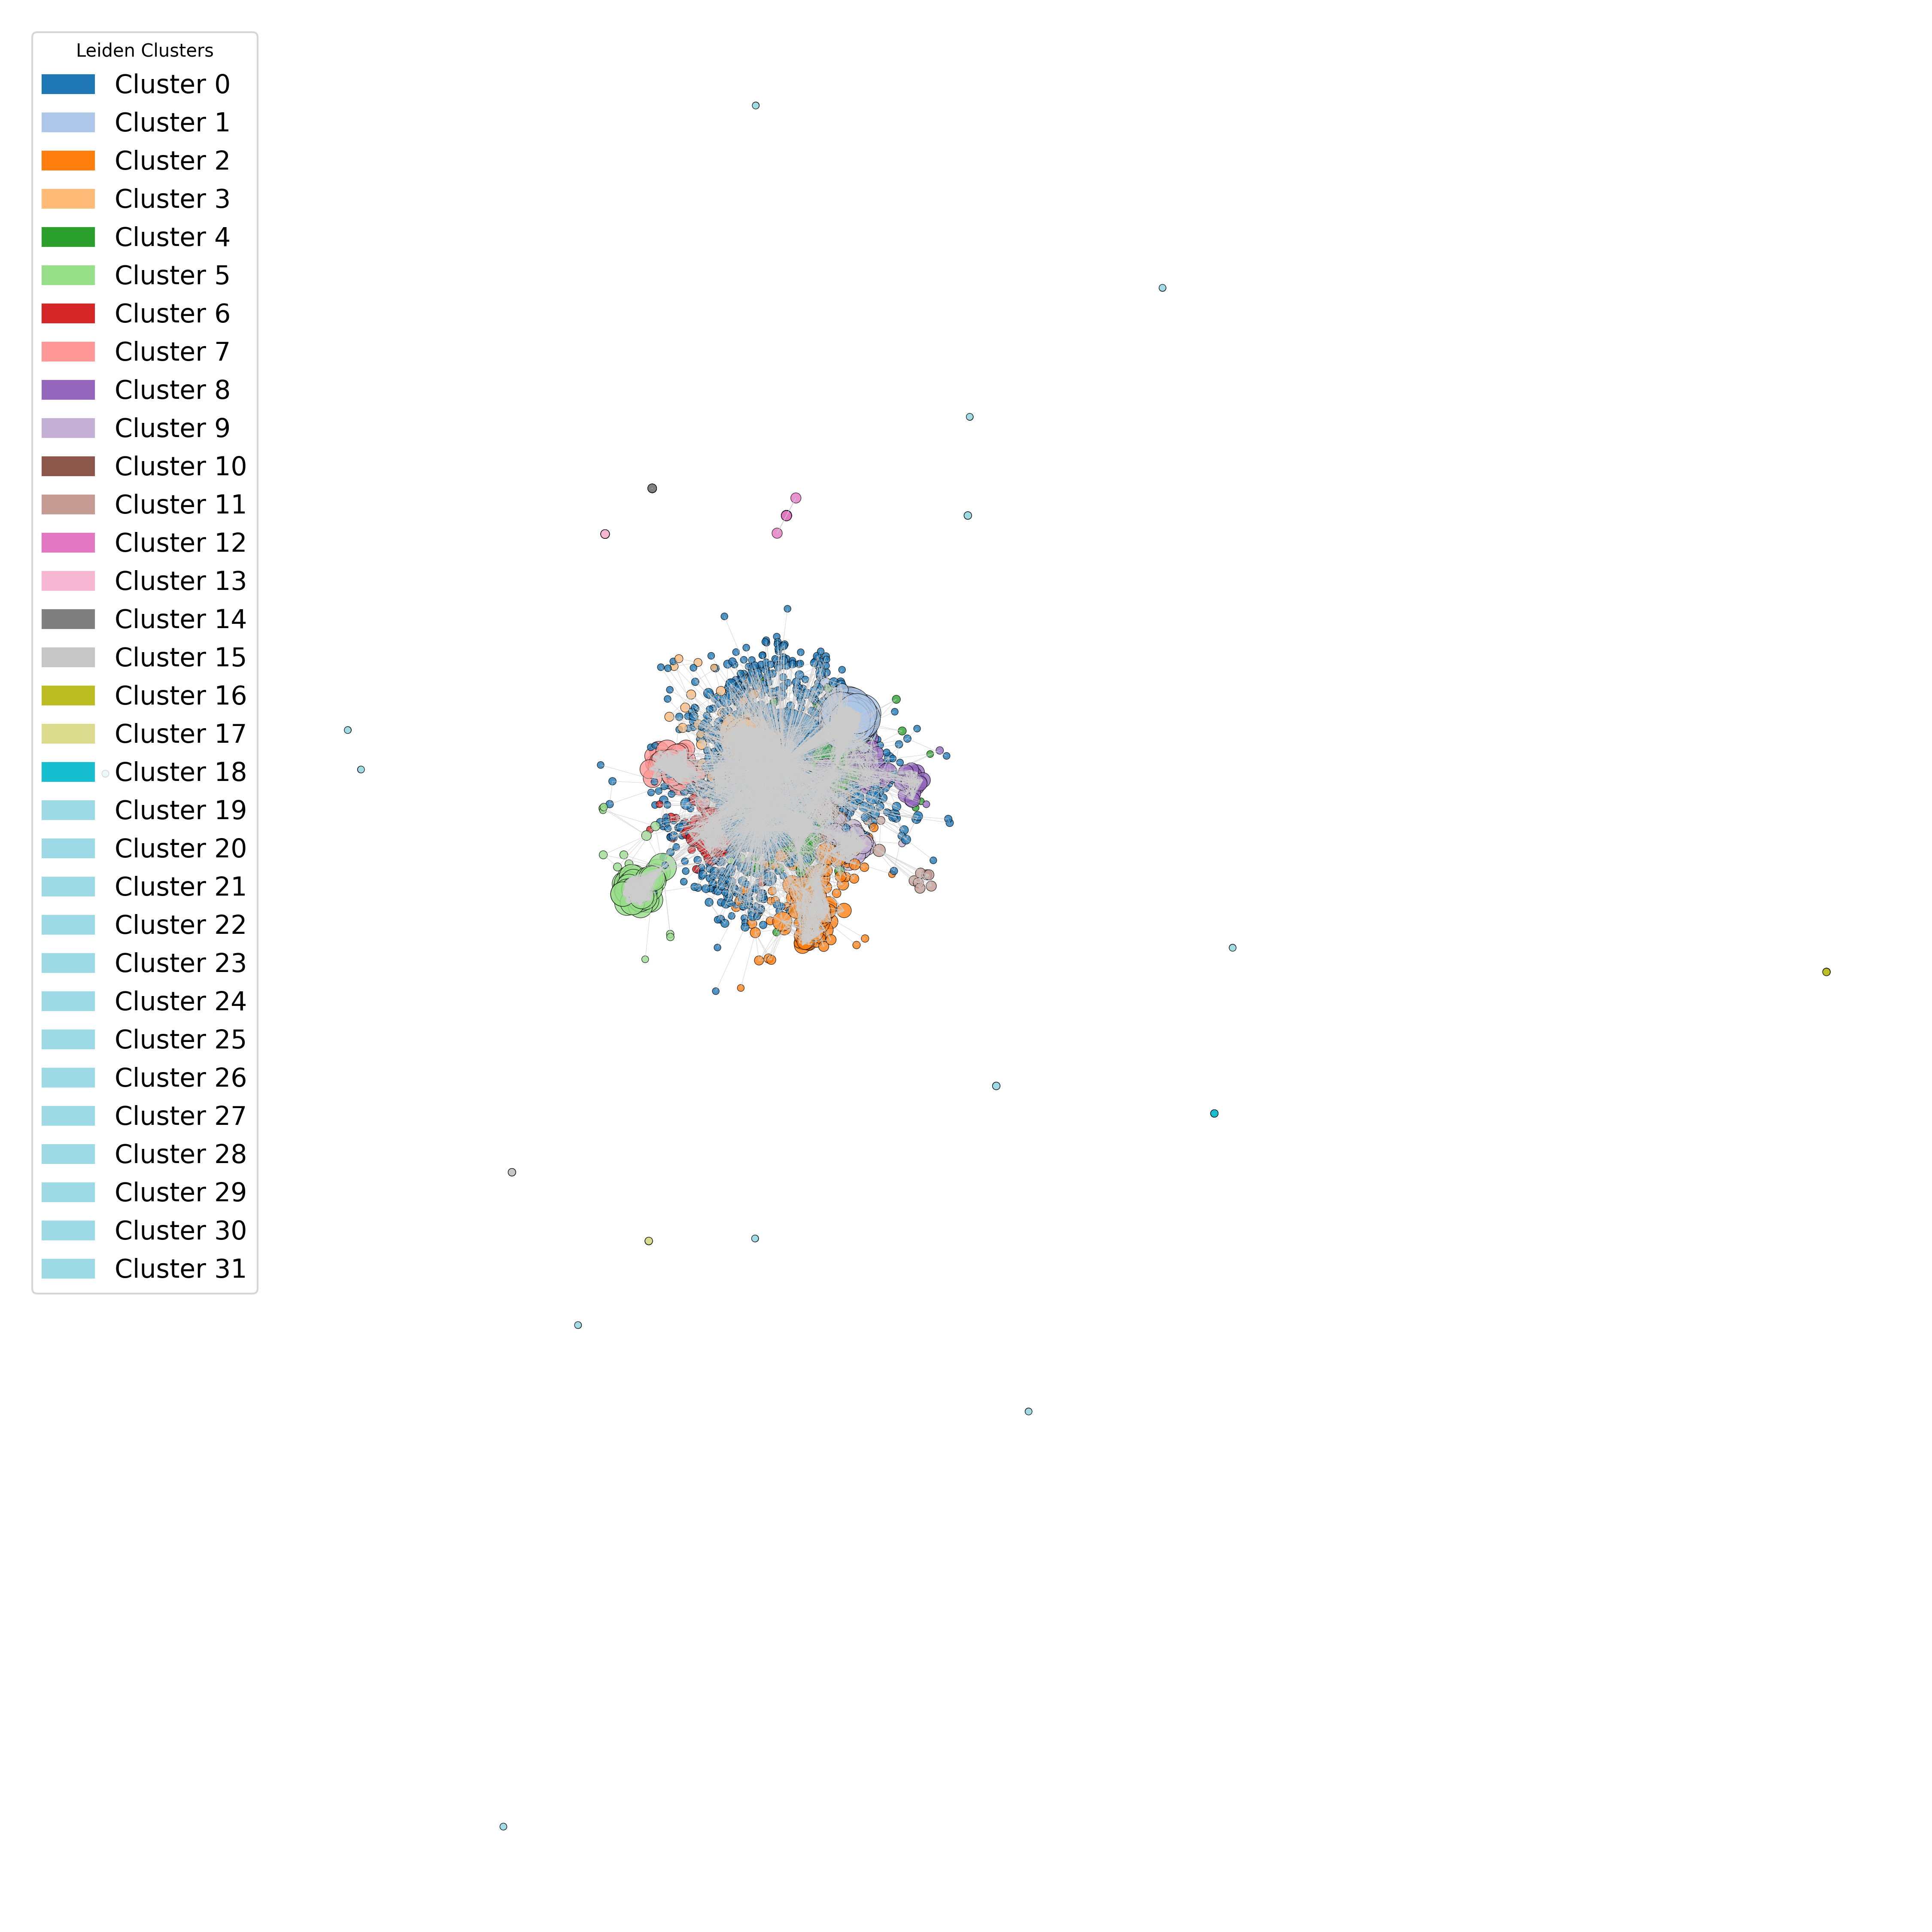 Leiden Clusters
Cluster 0
Cluster 1
Cluster 2
Cluster 3
Cluster 4
Cluster 5
Cluster 6
Cluster 7
Cluster 8
Cluster 9
Cluster 10
Cluster 11
Cluster 12
Cluster 13
Cluster 14
Cluster 15
Cluster 16
Cluster 17
Cluster 18
Cluster 19
Cluster 20
Cluster 21
Cluster 22
Cluster 23
Cluster 24
Cluster 25
Cluster 26
Cluster 27
Cluster 28
Cluster 29
Cluster 30
Cluster 31